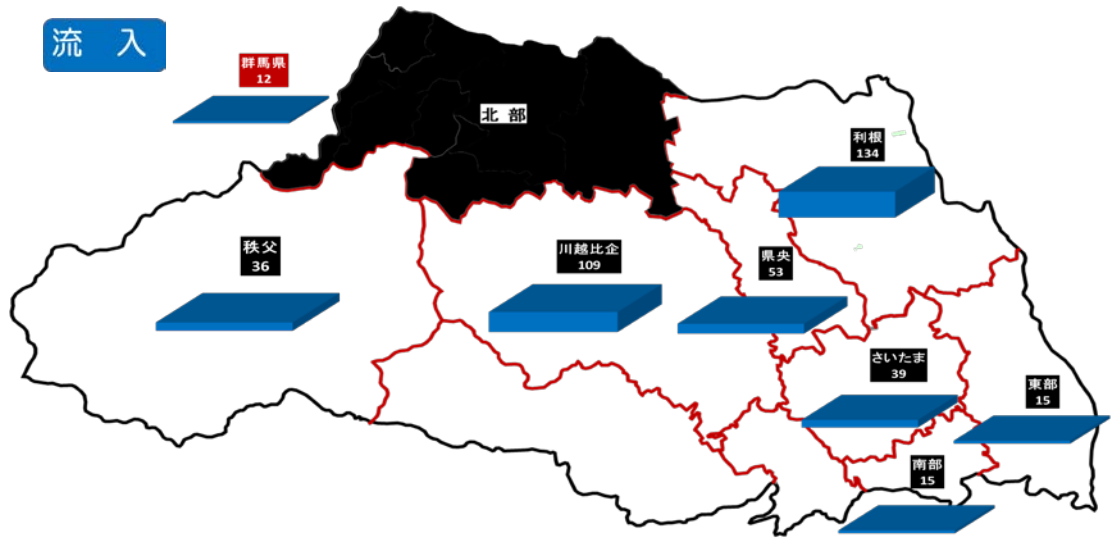 流 入
群馬県
12
北 部
利根
134
秩父
36
川越比企
109
県央
53
さいたま
39
東部
15
南部
15